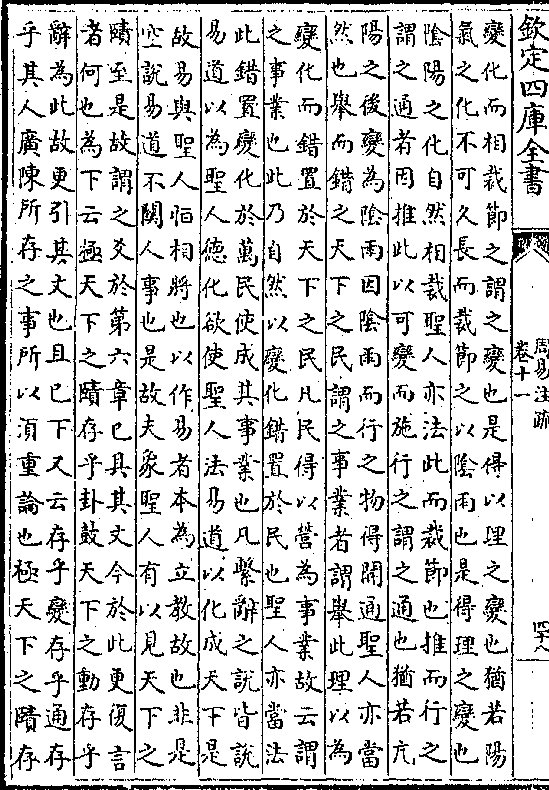 欽定四庫全書
周易注疏
卷十一
四十八
變化而相裁節之謂之變也是得以理之變也猶若陽
氣之化不可久長而裁節之以陰雨也是得理之變也
陰陽之化自然相裁聖人亦法此而裁節也推而行之
謂之通者因推此以可變而施行之謂之通也猶若亢
陽之後變為陰雨因陰雨而行之物得開通聖人亦當
然也舉而錯之天下之民謂之事業者謂舉此理以為
變化而錯置於天下之民凡民得以營為事業故云謂
之事業也此乃自然以變化錯置於民也聖人亦當法
此錯置變化於萬民使成其事業也凡繫辭之說皆說
易道以為聖人德化欲使聖人法易道以化成天下是
故易與聖人恒相將也以作易者本為立教故也非是
空說易道不關人事也是故夫象聖人有以見天下之
賾至是故謂之爻於第六章已具其文今於此更復言
者何也為下云極天下之賾存乎卦鼓天下之動存乎
辭為此故更引其文也且已下又云存乎變存乎通存
乎其人廣陳所存之事所以須重論也極天下之賾存